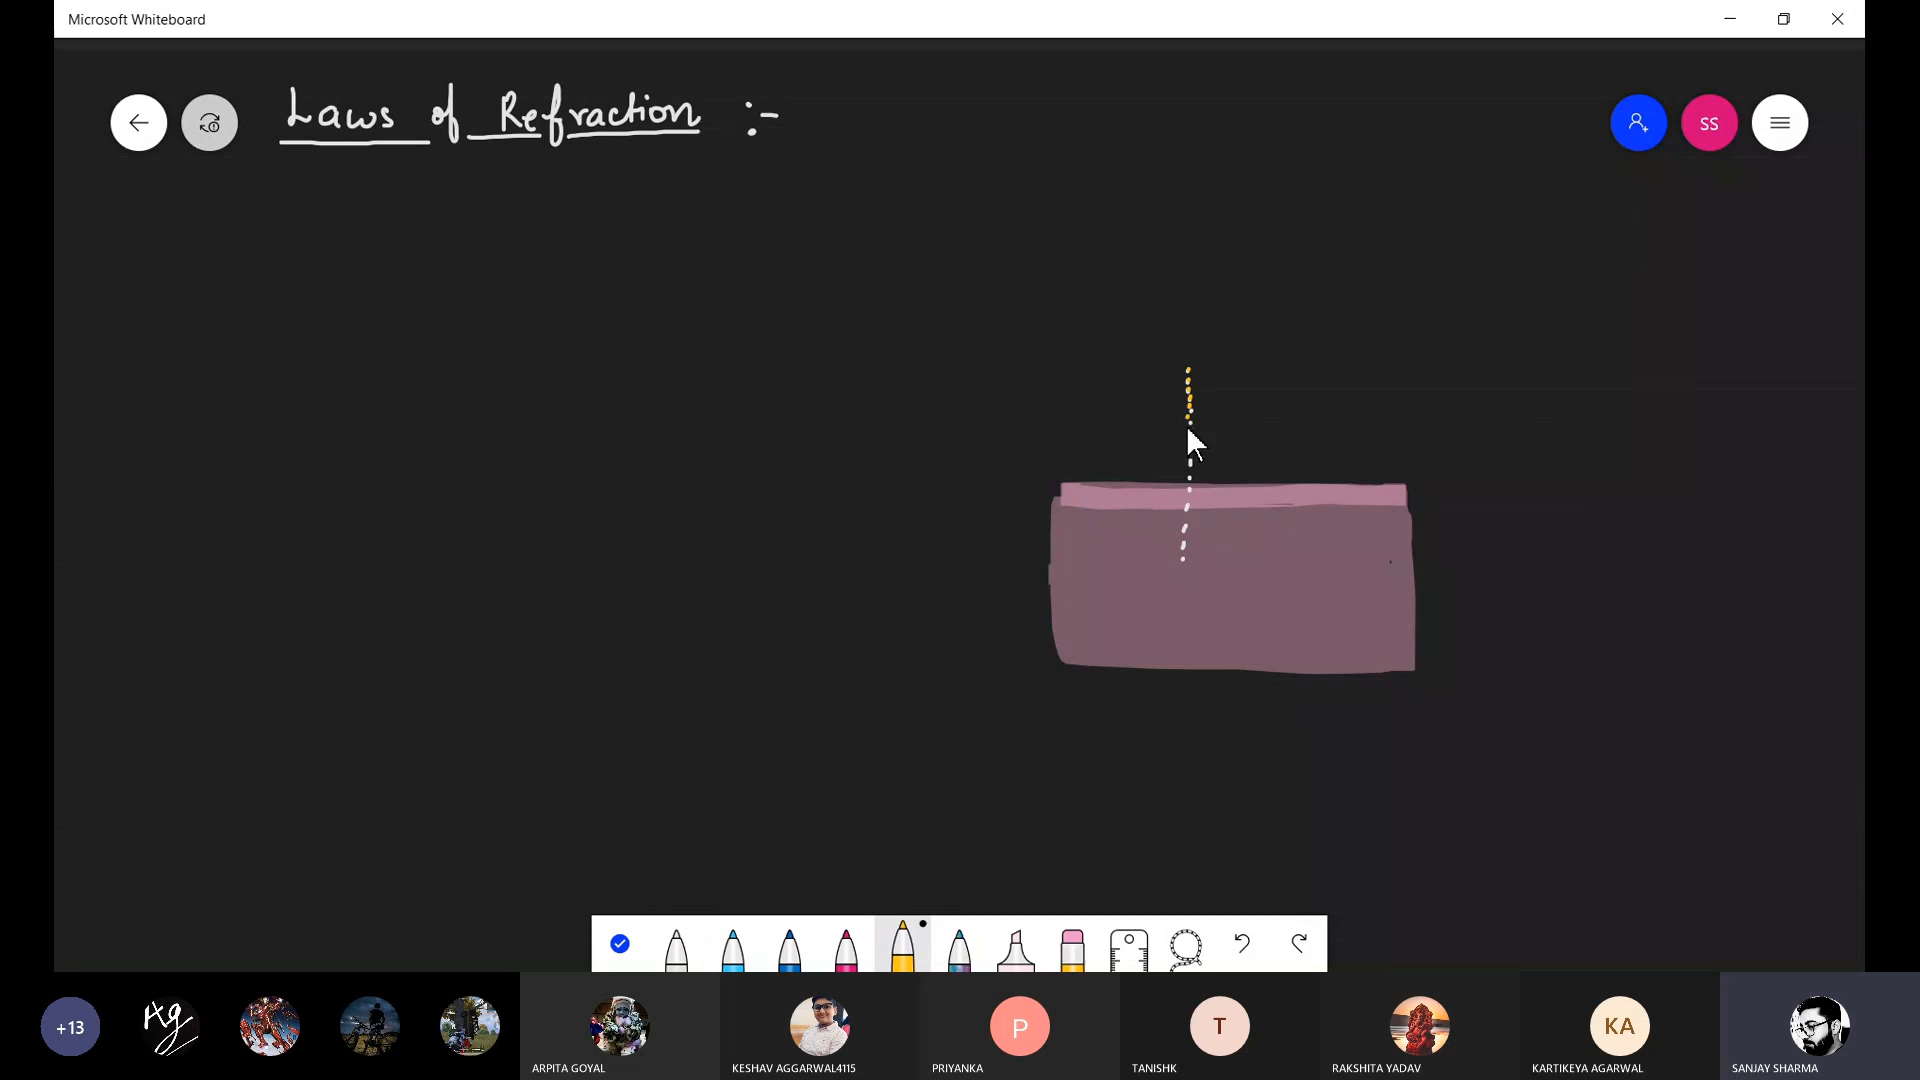 Microsoft Whiteboard
Laws of Refraction :-
SS
+13
Ag
P
T
KA
ARPITA GOYAL
KESHAV AGGARWAL4115
PRIYANKA
TANISHK
RAKSHITA YADAV
KARTIKEYA AGARWAL
SANJAY SHARMA